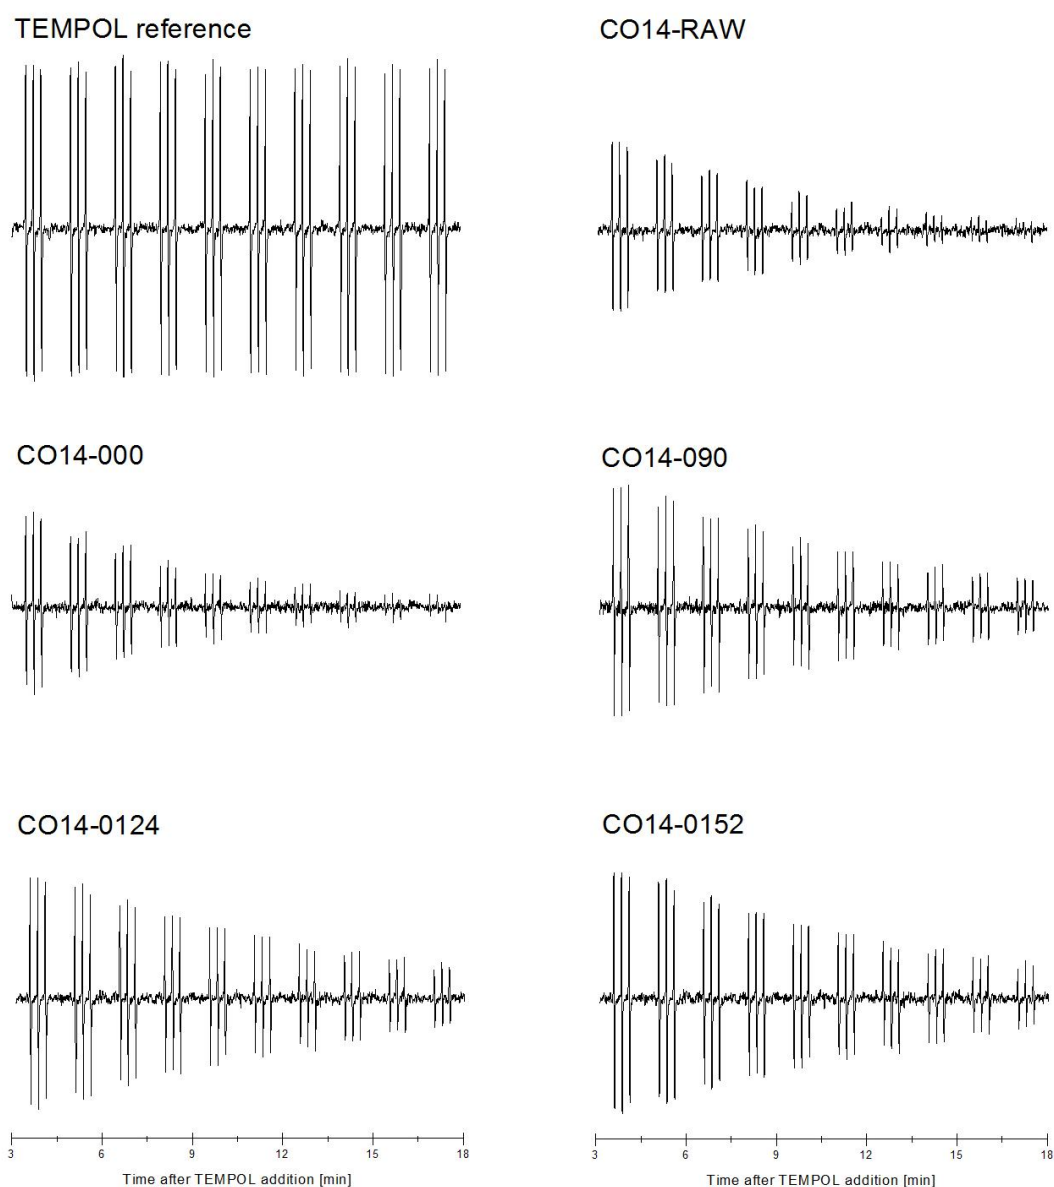 TEMPOL reference
CO14-RAW
CO14-000
CO14-090
CO14-0124
CO14-0152
3 6 9 12 15 18
Time after TEMPOL addition [min]
3 6 9 12 15 18
Time after TEMPOL addition [min]